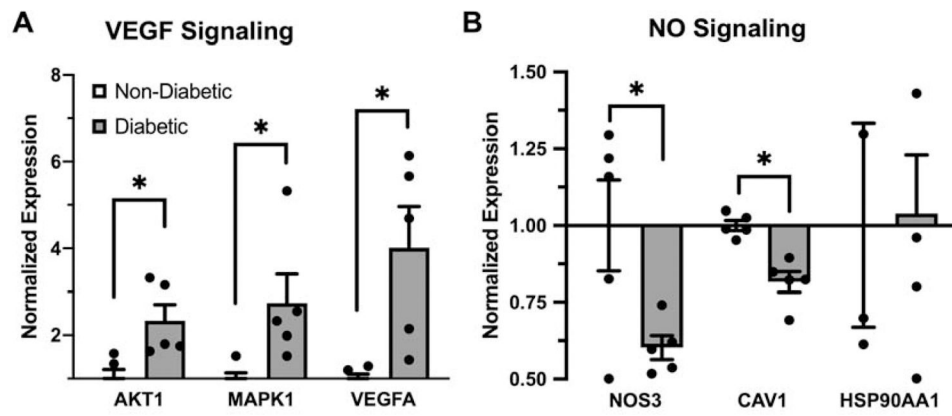 A VEGF Signaling
Normalized Expression
8
6
4
2
Non-Diabetic
Diabetic
*
*
*
AKT1 MAPK1 VEGFA
B NO Signaling
Normalized Expression
1.50
1.25
1.00
0.75
0.50
*
*
NOS3 CAV1 HSP90AA1